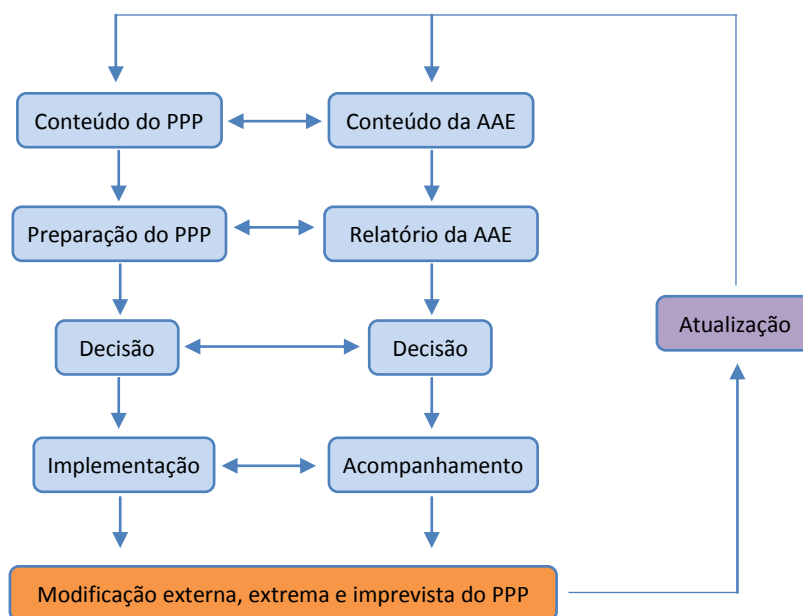 Conteúdo do PPP
Conteúdo da AAE
Preparação do PPP
Relatório da AAE
Atualização
Decisão
Decisão
Implementação
Acompanhamento
Modificação externa, extrema e imprevista do PPP